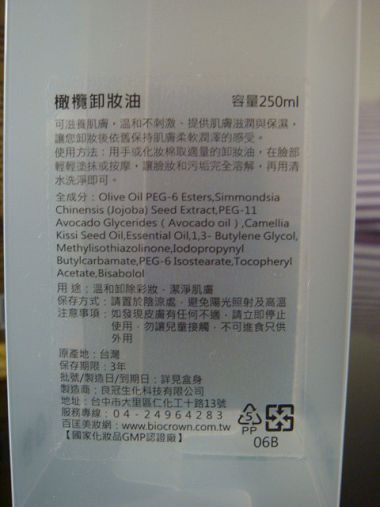 橄欖卸妝油 容量250ml
可滋養肌膚，溫和不刺激、提供肌膚滋潤與保濕，
讓您卸妝後依舊保持肌膚柔軟潤澤的感受。
使用方法：用手或化妝棉取適量的卸妝油，在臉部
輕輕塗抹或按摩，讓臉妝和污垢完全溶解，再用清
水洗淨即可。
全成分：Olive Oil PEG-6 Esters,Simmondsia
Chinensis (Jojoba) Seed Extract,PEG-11
Avocado Glycerides ( Avocado oil ) ,Camellia
Kissi Seed Oil,Essential Oil,1,3- Butylene Glycol,
Methylisothiazolinone,Iodopropynyl
Butylcarbamate,PEG-6 Isostearate,Tocopheryl
Acetate,Bisabolol
用 途：溫和卸除彩妝，潔淨肌膚
保存方式：請置於陰涼處，避免陽光照射及高溫
注意事項：如發現皮膚有任何不適，請立即停止
使用，勿讓兒童接觸，不可進食只供
外用
原產地：台灣
保存期限：3年
批號/製造日/到期日：詳見盒身
製造商：良冠生化科技有限公司
地址：台中市大里區仁化工十路13號
服務專線：04-24964283
百匡美妝網：www.biocrown.com.tw
【國家化妝品GMP認證廠】
5
PP
06B